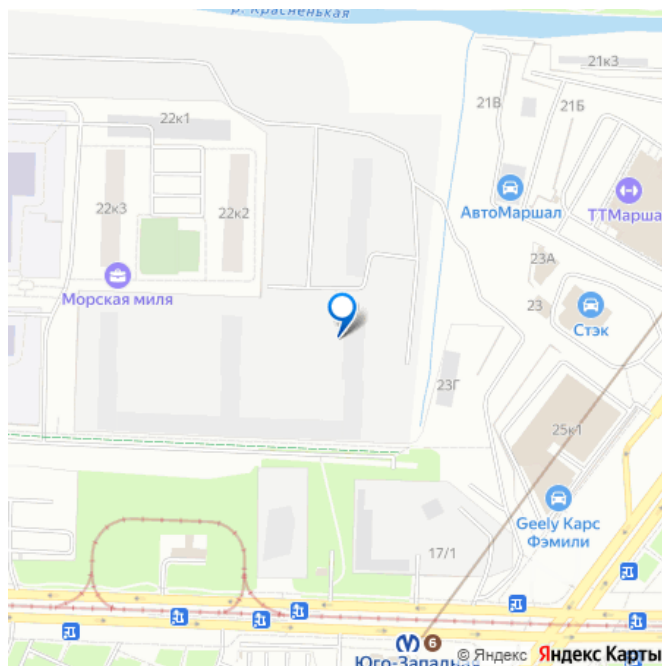 р. Красненькая
21к3
21В
21Б
22к1
АвтоМаршал
ТТМарша
22к3
22к2
23А
Морская миля
23
Стэк
23Г
25к1
Geely Карс
Фэмили
17/1
6
Юго-Западная
© Яндекс Яндекс Карты